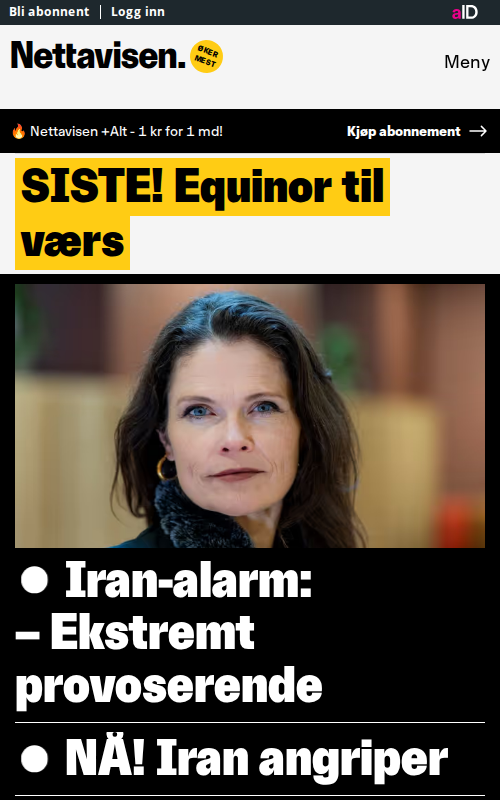 Bli abonnent | Logg inn
aID
Nettavisen.
ØKER
MEST
Meny
Nettavisen +Alt - 1 kr for 1 md!
Kjøp abonnement
SISTE! Equinor til
værs
● Iran-alarm:
– Ekstremt
provoserende
● NÅ! Iran angriper